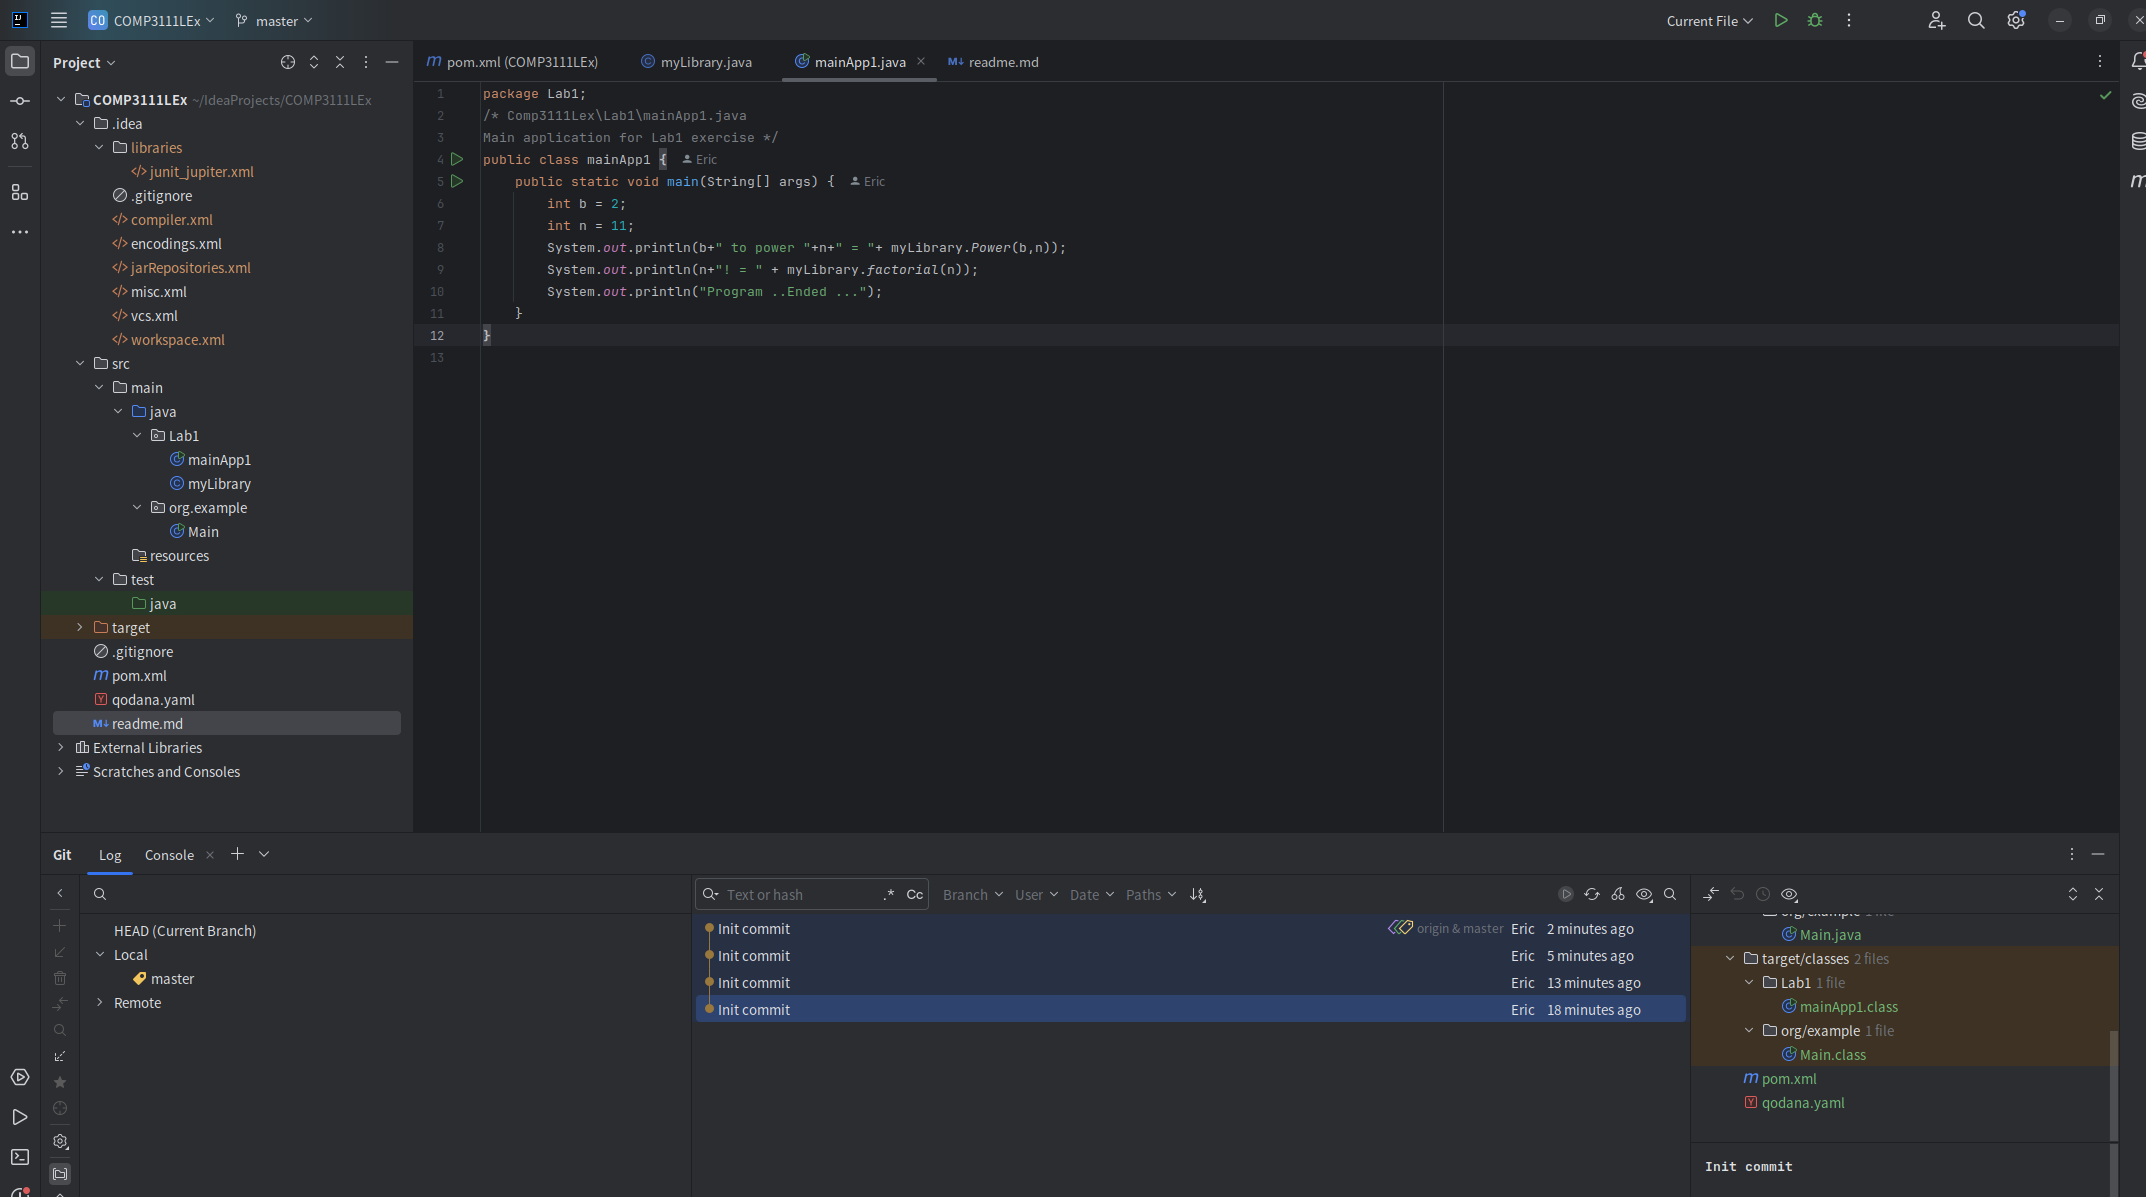 CO COMP3111LEx master Current File
Project
pom.xml (COMP3111LEx) myLibrary.java mainApp1.java readme.md
COMP3111LEx ~/IdeaProjects/COMP3111LEx
.idea
libraries
junit_jupiter.xml
.gitignore
compiler.xml
encodings.xml
jarRepositories.xml
misc.xml
vcs.xml
workspace.xml
src
main
java
Lab1
mainApp1
myLibrary
org.example
Main
resources
test
java
target
.gitignore
pom.xml
qodana.yaml
readme.md
External Libraries
Scratches and Consoles
1 package Lab1;
2 /* Comp3111Lex\Lab1\mainApp1.java
3 Main application for Lab1 exercise */
4 public class mainApp1 { Eric
5 public static void main(String[] args) { Eric
6 int b = 2;
7 int n = 11;
8 System.out.println(b+" to power "+n+" = "+ myLibrary.Power(b,n));
9 System.out.println(n+"! = " + myLibrary.factorial(n));
10 System.out.println("Program ..Ended ...");
11 }
12 }
13
Git Log Console
HEAD (Current Branch)
Local
master
Remote
Text or hash .* Cc Branch User Date Paths
Init commit origin & master Eric 2 minutes ago
Init commit Eric 5 minutes ago
Init commit Eric 13 minutes ago
Init commit Eric 18 minutes ago
org/example 1 file
Main.java
target/classes 2 files
Lab1 1 file
mainApp1.class
org/example 1 file
Main.class
pom.xml
qodana.yaml
Init commit